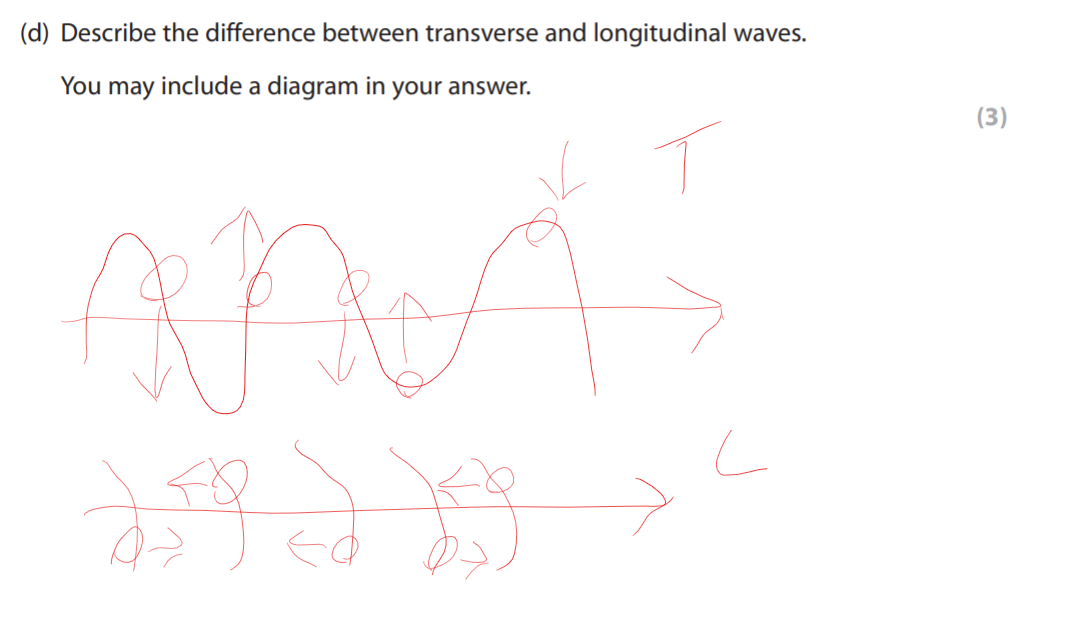 (d) Describe the difference between transverse and longitudinal waves.
You may include a diagram in your answer.
(3)
T
L